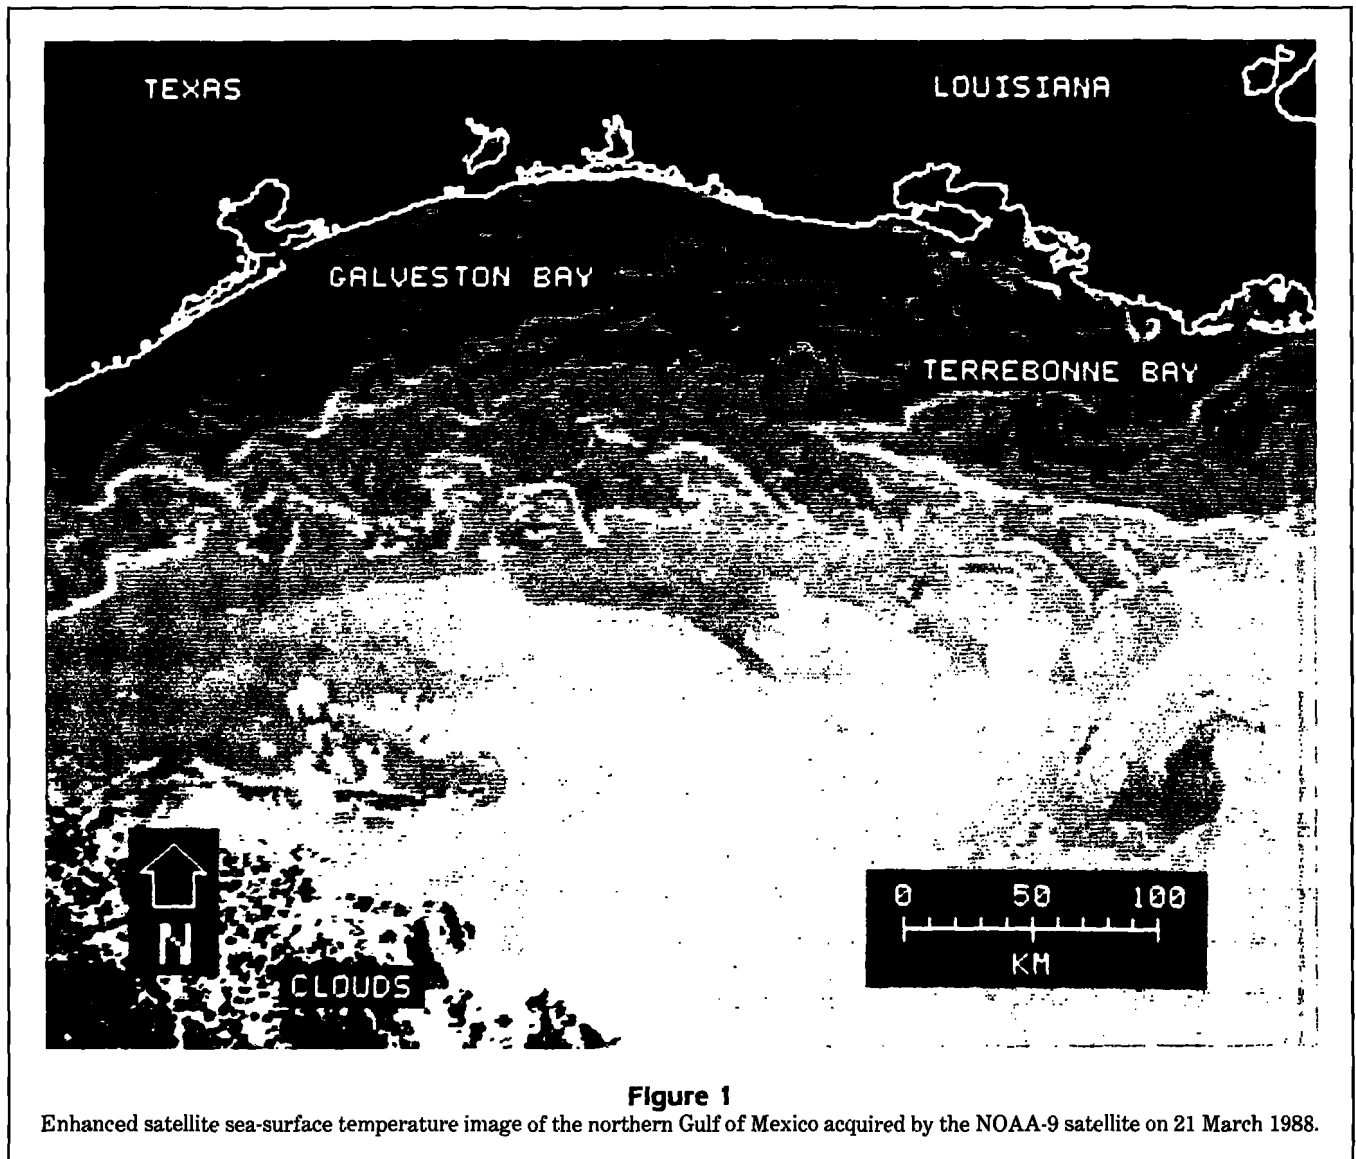 TEXAS
LOUISIANA
GALVESTON BAY
TERREBONNE BAY
0 50 100
KM
N
CLOUDS
Figure 1
Enhanced satellite sea-surface temperature image of the northern Gulf of Mexico acquired by the NOAA-9 satellite on 21 March 1988.